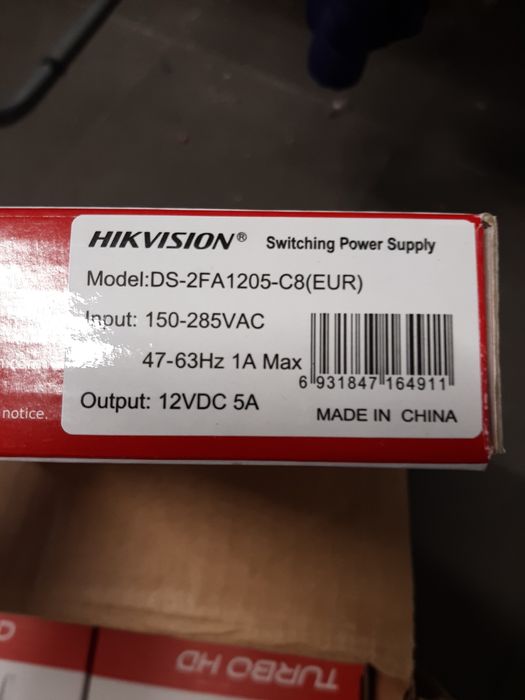 HIKVISION® Switching Power Supply
Model:DS-2FA1205-C8(EUR)
Input: 150-285VAC
47-63Hz 1A Max
6 931847 164911
Output: 12VDC 5A
MADE IN CHINA
notice.
TURBO HD